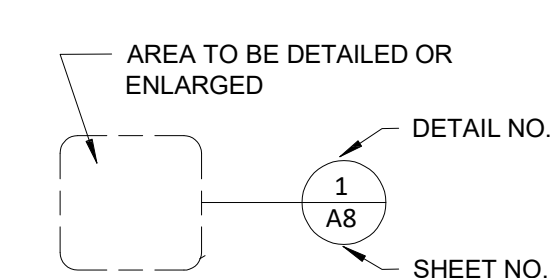 AREA TO BE DETAILED OR
ENLARGED
DETAIL NO.
1
A8
SHEET NO.